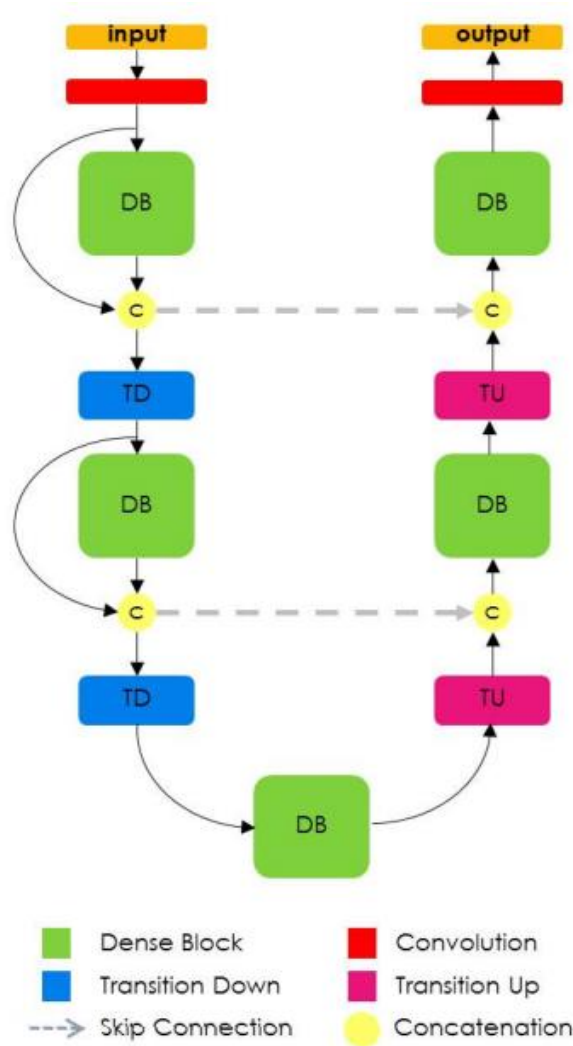 input
output
DB
DB
C
C
TD
TU
DB
DB
C
C
TD
TU
DB
Dense Block
Convolution
Transition Down
Transition Up
Skip Connection
Concatenation